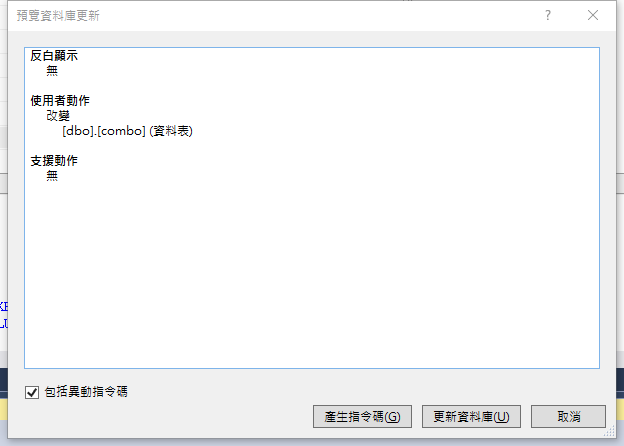 預覽資料庫更新
?
反白顯示
無
使用者動作
改變
[dbo].[combo] (資料表)
支援動作
無
包括異動指令碼
產生指令碼(G)
更新資料庫(U)
取消